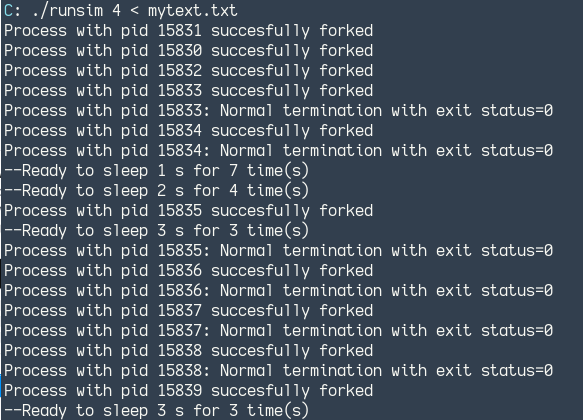 C: ./runsim 4 < mytext.txt
Process with pid 15831 succesfully forked
Process with pid 15830 succesfully forked
Process with pid 15832 succesfully forked
Process with pid 15833 succesfully forked
Process with pid 15833: Normal termination with exit status=0
Process with pid 15834 succesfully forked
Process with pid 15834: Normal termination with exit status=0
--Ready to sleep 1 s for 7 time(s)
--Ready to sleep 2 s for 4 time(s)
Process with pid 15835 succesfully forked
--Ready to sleep 3 s for 3 time(s)
Process with pid 15835: Normal termination with exit status=0
Process with pid 15836 succesfully forked
Process with pid 15836: Normal termination with exit status=0
Process with pid 15837 succesfully forked
Process with pid 15837: Normal termination with exit status=0
Process with pid 15838 succesfully forked
Process with pid 15838: Normal termination with exit status=0
Process with pid 15839 succesfully forked
--Ready to sleep 3 s for 3 time(s)